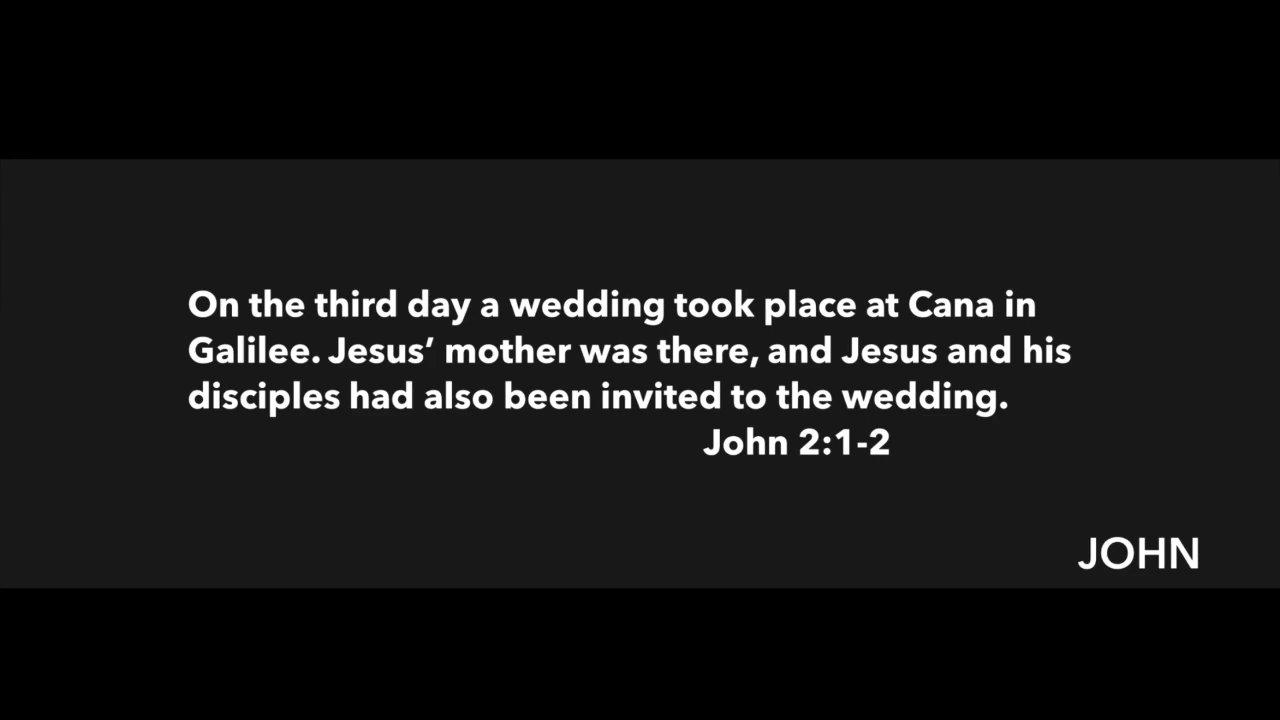 On the third day a wedding took place at Cana in
Galilee. Jesus’ mother was there, and Jesus and his
disciples had also been invited to the wedding.
John 2:1-2
JOHN